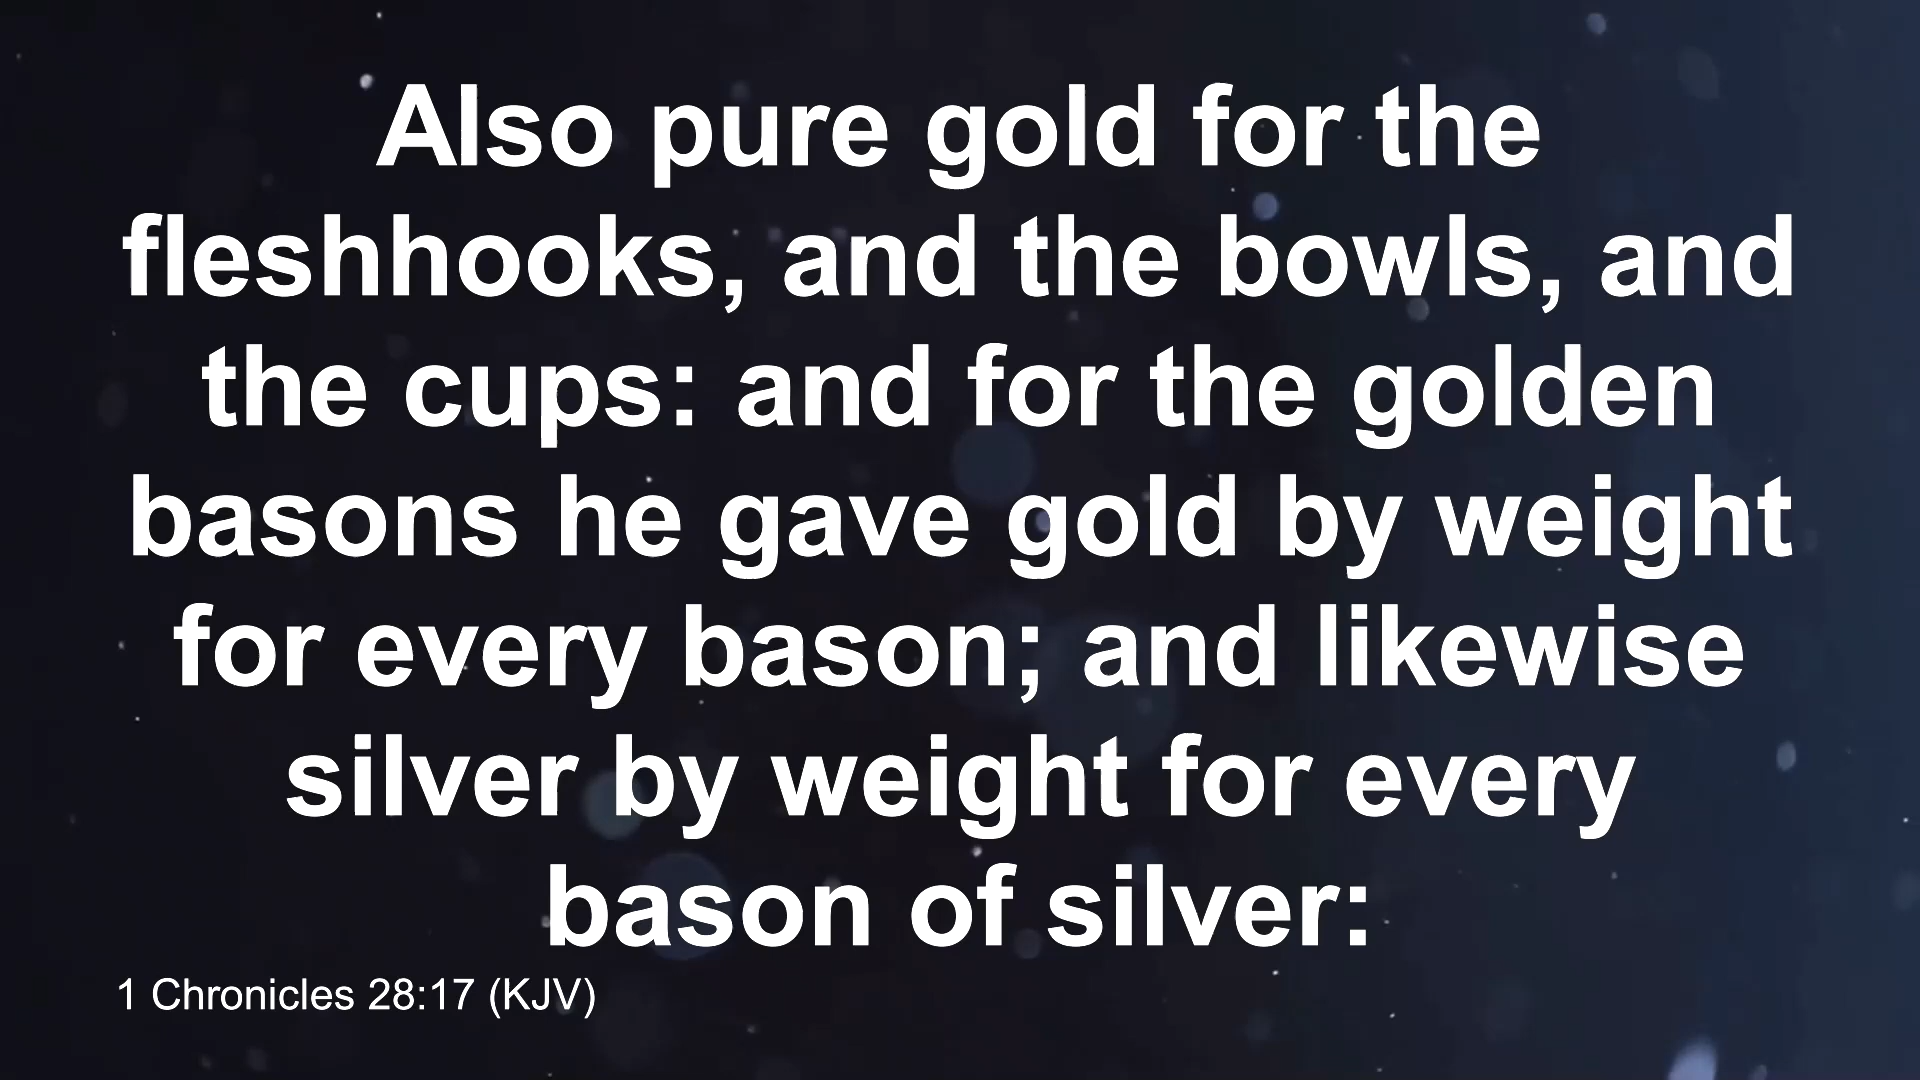 Also pure gold for the
fleshhooks, and the bowls, and
the cups: and for the golden
basons he gave gold by weight
for every bason; and likewise
silver by weight for every
bason of silver:
1 Chronicles 28:17 (KJV)